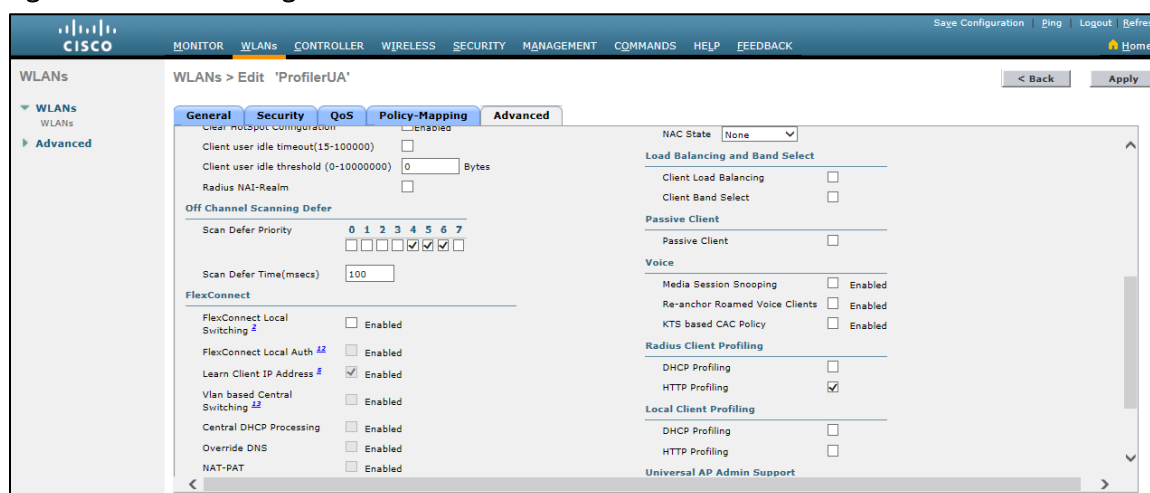 Save Configuration | Ping | Logout | Refres
CISCO
MONITOR WLANs CONTROLLER WIRELESS SECURITY MANAGEMENT COMMANDS HELP FEEDBACK
Home
WLANs
WLANs > Edit 'ProfilerUA'
< Back
Apply
WLANs
WLANs
Advanced
General Security QoS Policy-Mapping Advanced
Clear HotSpot Configuration Enabled
Client user idle timeout(15-100000)
Client user idle threshold (0-10000000) 0 Bytes
Radius NAI-Realm
Off Channel Scanning Defer
Scan Defer Priority 0 1 2 3 4 5 6 7
Scan Defer Time(msecs) 100
FlexConnect
FlexConnect Local
Switching 2 Enabled
FlexConnect Local Auth 12 Enabled
Learn Client IP Address 5 Enabled
Vlan based Central
Switching 13 Enabled
Central DHCP Processing Enabled
Override DNS Enabled
NAT-PAT Enabled
NAC State None
Load Balancing and Band Select
Client Load Balancing
Client Band Select
Passive Client
Passive Client
Voice
Media Session Snooping Enabled
Re-anchor Roamed Voice Clients Enabled
KTS based CAC Policy Enabled
Radius Client Profiling
DHCP Profiling
HTTP Profiling
Local Client Profiling
DHCP Profiling
HTTP Profiling
Universal AP Admin Support